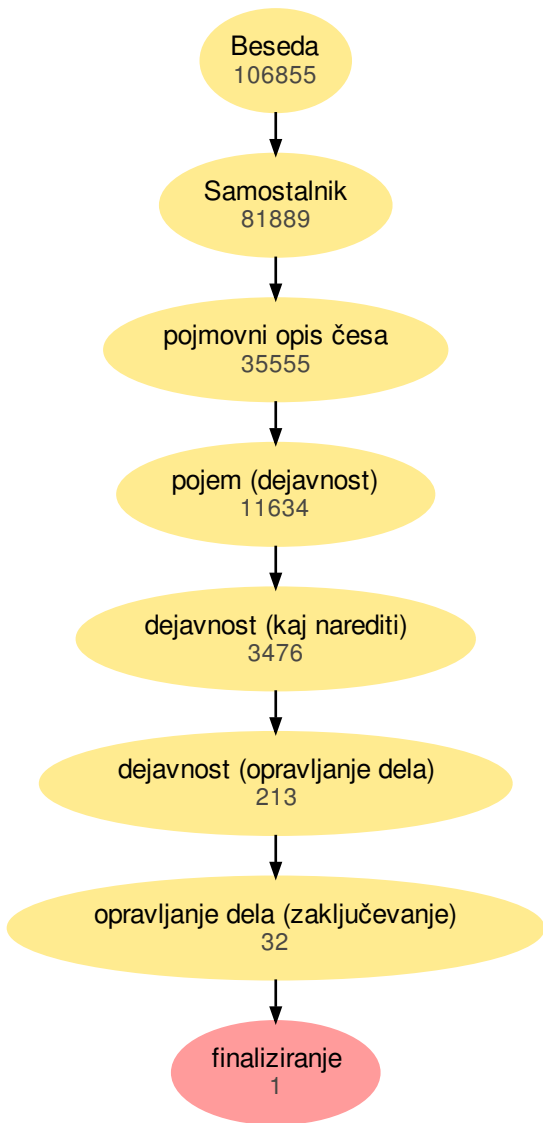 Beseda
106855
Samostalnik
81889
pojmovni opis česa
35555
pojem (dejavnost)
11634
dejavnost (kaj narediti)
3476
dejavnost (opravljanje dela)
213
opravljanje dela (zaključevanje)
32
finaliziranje
1